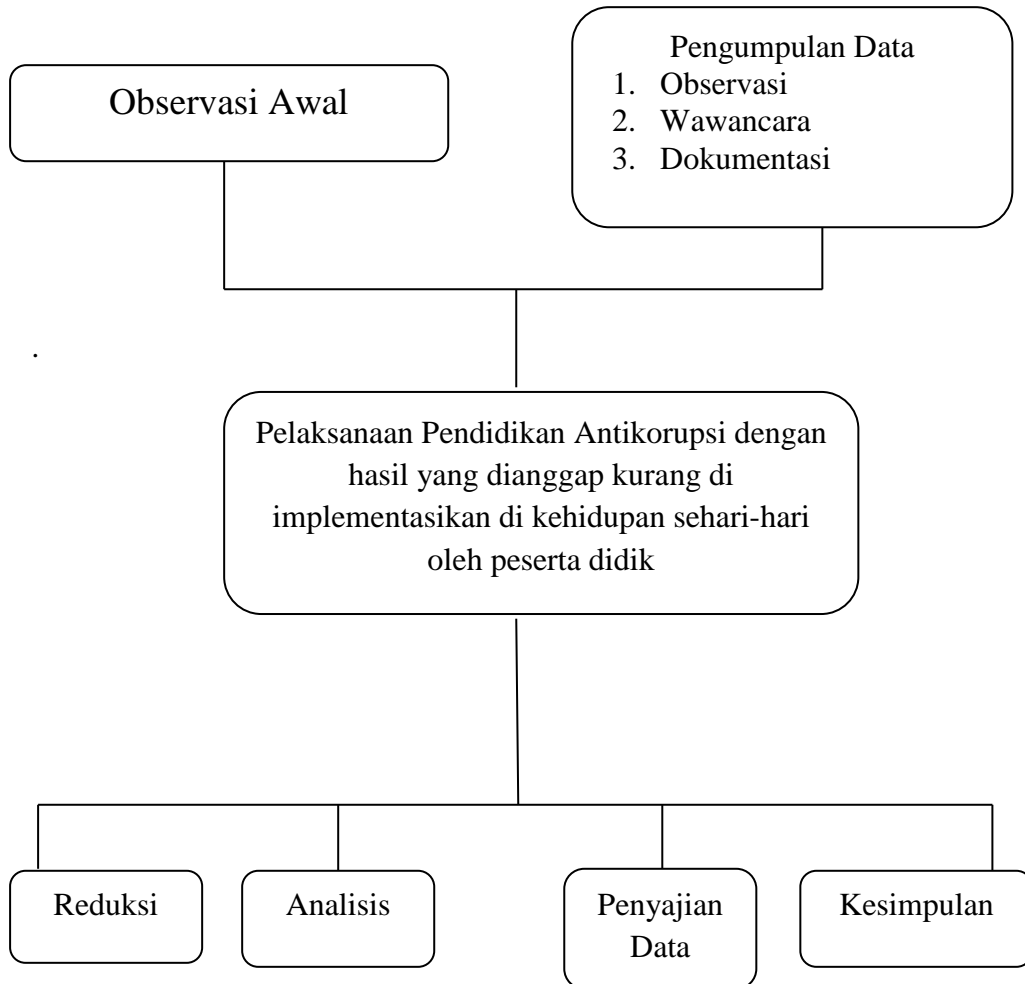 Observasi Awal
Pengumpulan Data
1. Observasi
2. Wawancara
3. Dokumentasi
.
Pelaksanaan Pendidikan Antikorupsi dengan
hasil yang dianggap kurang di
implementasikan di kehidupan sehari-hari
oleh peserta didik
Reduksi
Analisis
Penyajian
Data
Kesimpulan